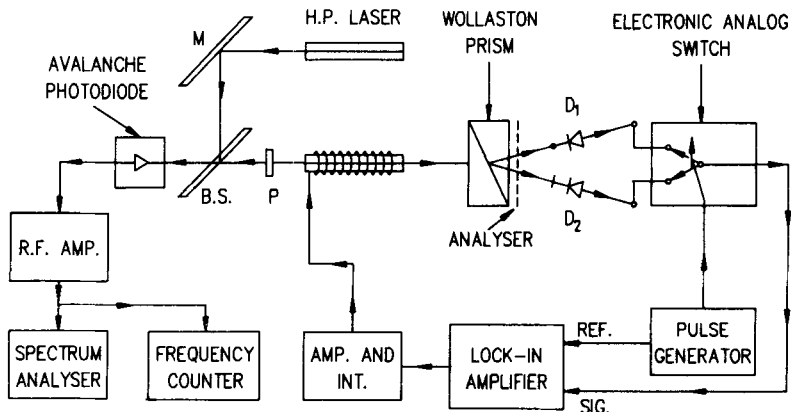 H.P. LASER
M
WOLLASTON
PRISM
ELECTRONIC ANALOG
SWITCH
AVALANCHE
PHOTODIODE
D1
B.S.
P
D2
ANALYSER
R.F. AMP.
SPECTRUM
ANALYSER
FREQUENCY
COUNTER
AMP. AND
INT.
LOCK-IN
AMPLIFIER
REF.
SIG.
PULSE
GENERATOR